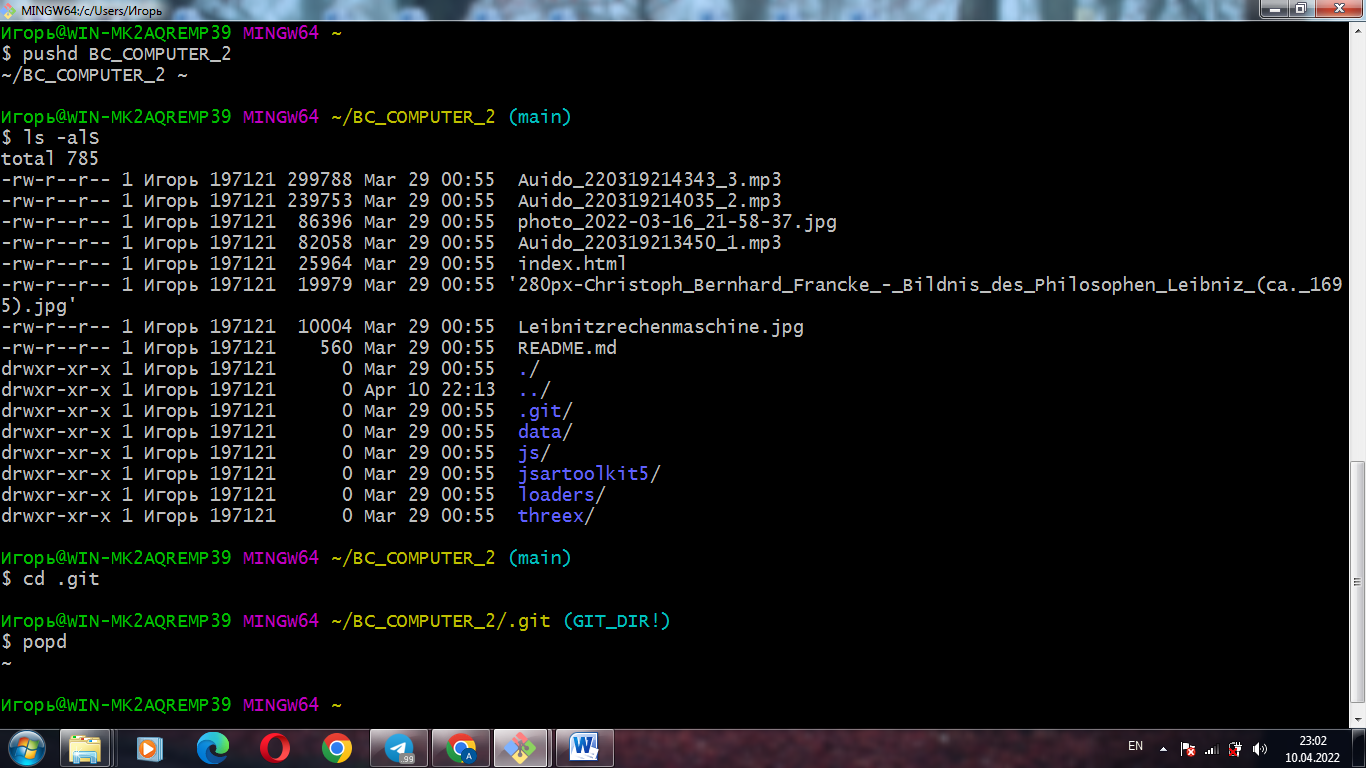 MINGW64:/c/Users/Игорь
Игорь@WIN-MK2AQREMP39 MINGW64 ~
$ pushd BC_COMPUTER_2
~/BC_COMPUTER_2 ~
Игорь@WIN-MK2AQREMP39 MINGW64 ~/BC_COMPUTER_2 (main)
$ ls -alS
total 785
-rw-r--r-- 1 Игорь 197121 299788 Mar 29 00:55  Auido_220319214343_3.mp3
-rw-r--r-- 1 Игорь 197121 239753 Mar 29 00:55  Auido_220319214035_2.mp3
-rw-r--r-- 1 Игорь 197121  86396 Mar 29 00:55  photo_2022-03-16_21-58-37.jpg
-rw-r--r-- 1 Игорь 197121  82058 Mar 29 00:55  Auido_220319213450_1.mp3
-rw-r--r-- 1 Игорь 197121  25964 Mar 29 00:55  index.html
-rw-r--r-- 1 Игорь 197121  19979 Mar 29 00:55 '280px-Christoph_Bernhard_Francke_-_Bildnis_des_Philosophen_Leibniz_(ca._169
5).jpg'
-rw-r--r-- 1 Игорь 197121  10004 Mar 29 00:55  Leibnitzrechenmaschine.jpg
-rw-r--r-- 1 Игорь 197121    560 Mar 29 00:55  README.md
drwxr-xr-x 1 Игорь 197121      0 Mar 29 00:55  ./
drwxr-xr-x 1 Игорь 197121      0 Apr 10 22:13  ../
drwxr-xr-x 1 Игорь 197121      0 Mar 29 00:55  .git/
drwxr-xr-x 1 Игорь 197121      0 Mar 29 00:55  data/
drwxr-xr-x 1 Игорь 197121      0 Mar 29 00:55  js/
drwxr-xr-x 1 Игорь 197121      0 Mar 29 00:55  jsartoolkit5/
drwxr-xr-x 1 Игорь 197121      0 Mar 29 00:55  loaders/
drwxr-xr-x 1 Игорь 197121      0 Mar 29 00:55  threex/
Игорь@WIN-MK2AQREMP39 MINGW64 ~/BC_COMPUTER_2 (main)
$ cd .git
Игорь@WIN-MK2AQREMP39 MINGW64 ~/BC_COMPUTER_2/.git (GIT_DIR!)
$ popd
~
Игорь@WIN-MK2AQREMP39 MINGW64 ~
99
A
W
EN
23:02
10.04.2022